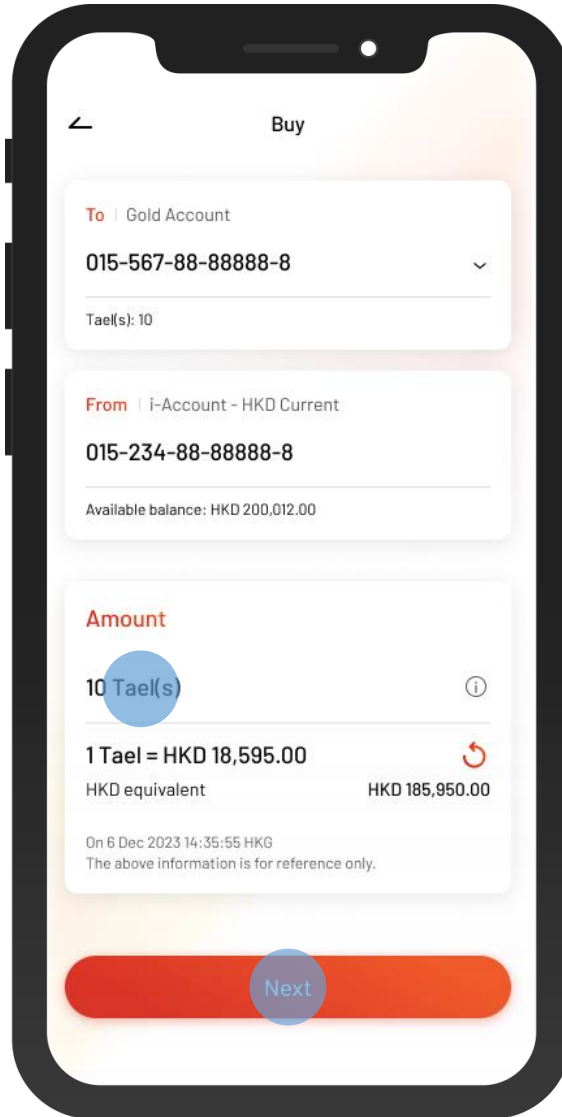 Buy
To | Gold Account
015-567-88-88888-8
Tael(s): 10
From | i-Account - HKD Current
015-234-88-88888-8
Available balance: HKD 200,012.00
Amount
10 Tael(s)
1 Tael = HKD 18,595.00
HKD equivalent HKD 185,950.00
On 6 Dec 2023 14:35:55 HKG
The above information is for reference only.
Next